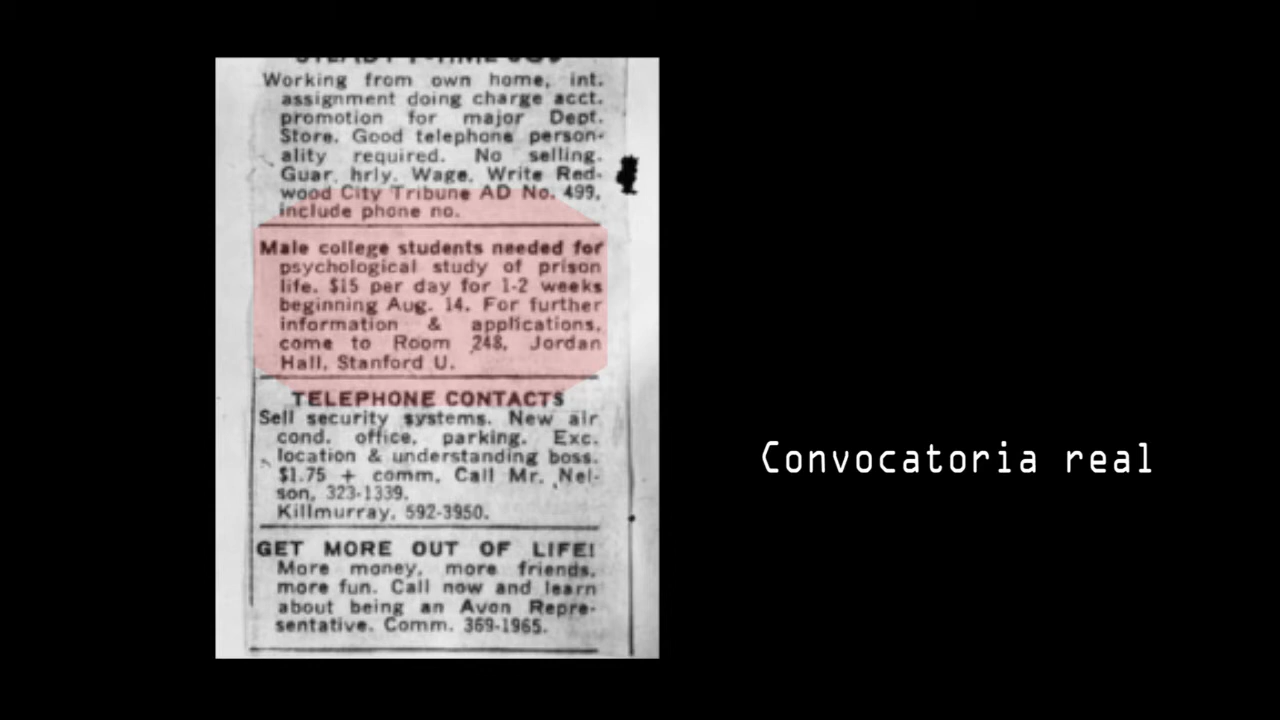 Working from own home, int.
assignment doing charge acct.
promotion for major Dept.
Store. Good telephone person-
ality required. No selling.
Guar. hrly. Wage. Write Red-
wood City Tribune AD No. 499,
include phone no.
Male college students needed for
psychological study of prison
life. $15 per day for 1-2 weeks
beginning Aug. 14. For further
information & applications,
come to Room 248, Jordan
Hall, Stanford U.
TELEPHONE CONTACTS
Sell security systems. New air
cond. office, parking. Exc.
location & understanding boss.
$1.75 + comm. Call Mr. Nel-
son, 323-1339.
Killmurray, 592-3950.
GET MORE OUT OF LIFE!
More money, more friends,
more fun. Call now and learn
about being an Avon Repre-
sentative. Comm. 369-1965.
Convocatoria real